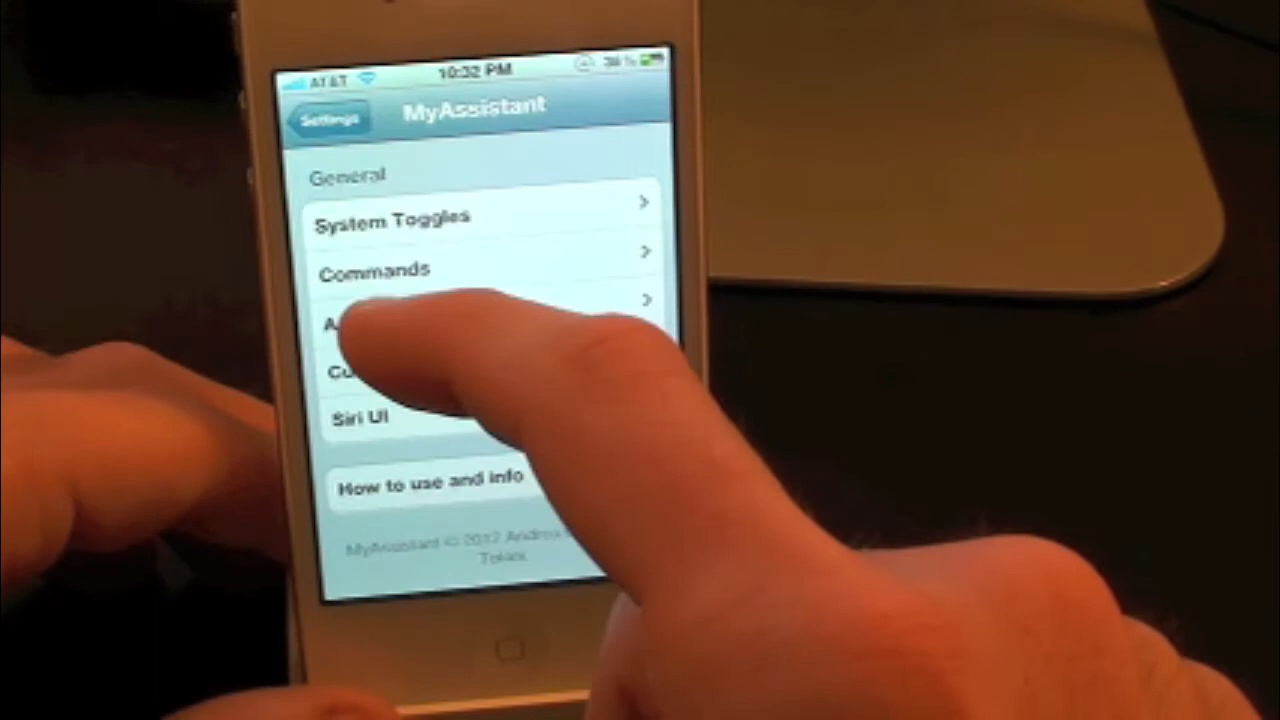 AT&T 10:32 PM
Settings MyAssistant
General
System Toggles
Commands
Siri UI
How to use and info
MyAssistant © 2012